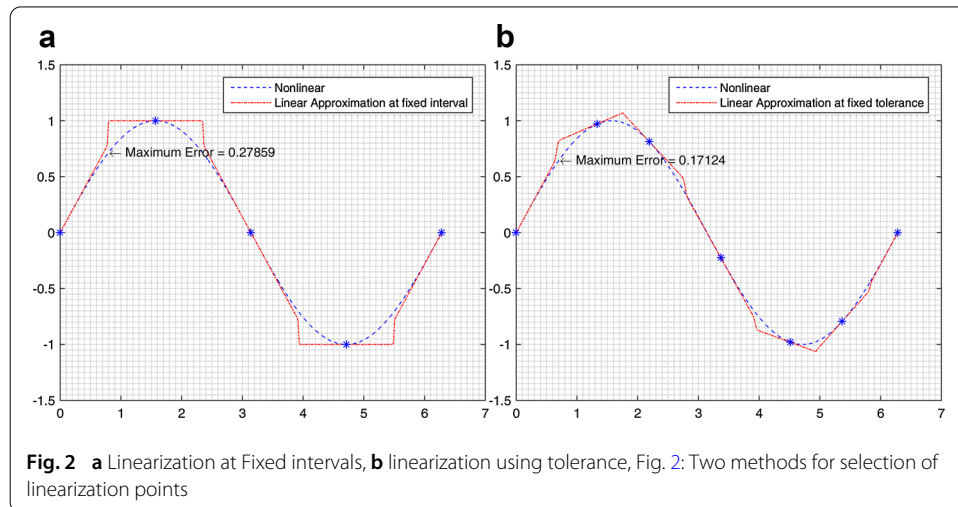 a
1.5
Nonlinear
Linear Approximation at fixed interval
1
← Maximum Error = 0.27859
0.5
0
-0.5
-1
-1.5
0 1 2 3 4 5 6 7
b
1.5
Nonlinear
Linear Approximation at fixed tolerance
1
← Maximum Error = 0.17124
0.5
0
-0.5
-1
-1.5
0 1 2 3 4 5 6 7
Fig. 2 a Linearization at Fixed intervals, b linearization using tolerance, Fig. 2: Two methods for selection of
linearization points